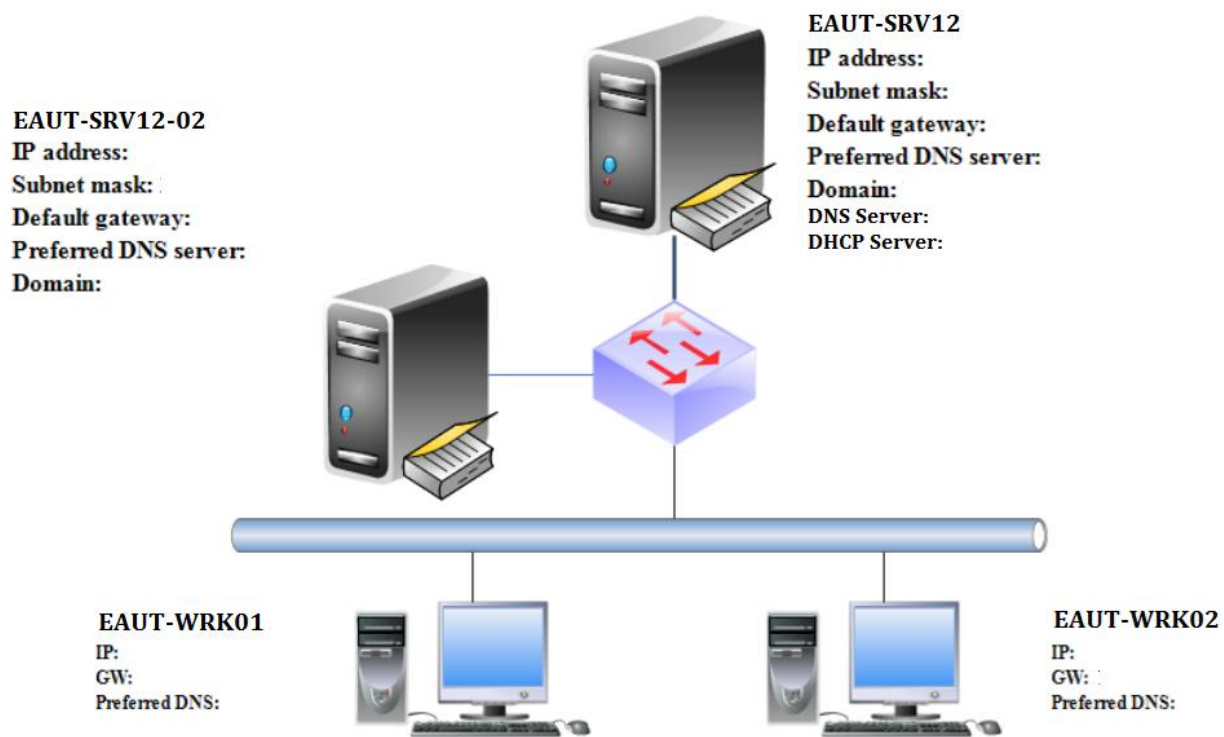 EAUT-SRV12
IP address:
Subnet mask:
Default gateway:
Preferred DNS server:
Domain:
DNS Server:
DHCP Server:
EAUT-SRV12-02
IP address:
Subnet mask:
Default gateway:
Preferred DNS server:
Domain:
EAUT-WRK01
IP:
GW:
Preferred DNS:
EAUT-WRK02
IP:
GW:
Preferred DNS: